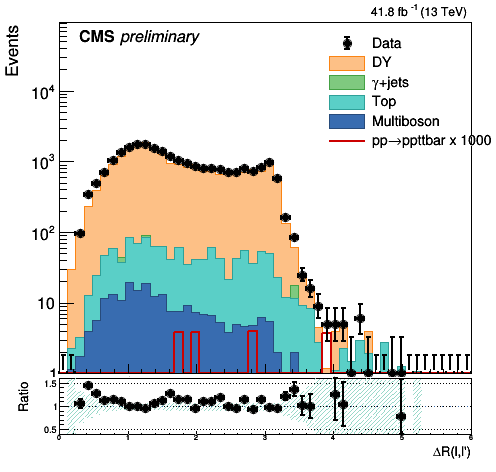 41.8 fb⁻¹ (13 TeV)
Events
CMS preliminary
Data
DY
γ+jets
Top
Multiboson
pp→ppttbar x 1000
10⁴
10³
10²
10
1
Ratio
1.5
1
0.5
0 1 2 3 4 5 6
ΔR(l,l')